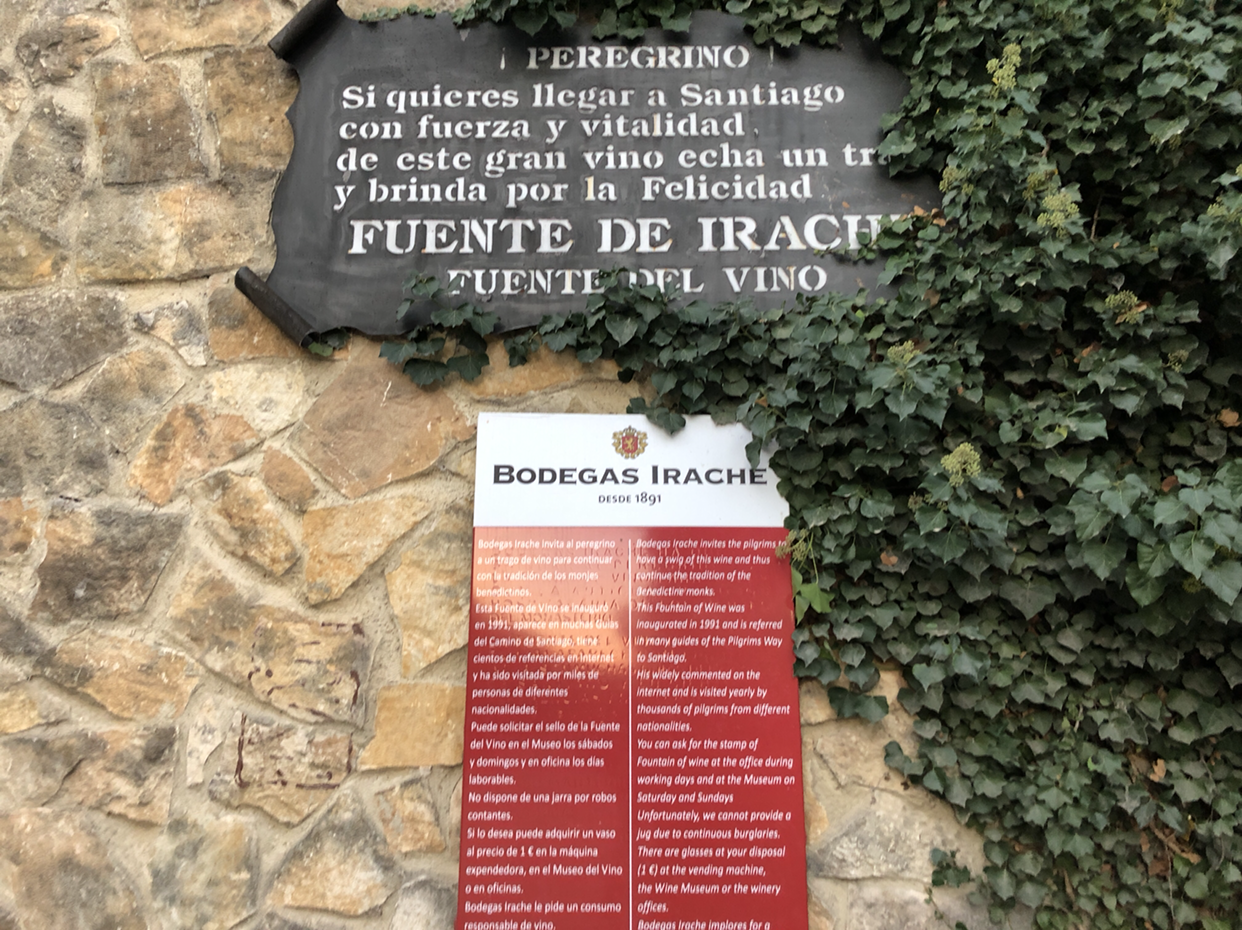 ¡ PEREGRINO
Si quieres llegar a Santiago
con fuerza y vitalidad
de este gran vino echa un tr
y brinda por la Felicidad
FUENTE DE IRACH
FUENTE DEL VINO
BODEGAS IRACHE
DESDE 1891
Bodegas Irache invita al peregrino
a un trago de vino para continuar
con la tradición de los monjes
benedictinos.
Esta Fuente de Vino se inauguró
en 1991, aparece en muchas Guías
del Camino de Santiago, tiene
cientos de referencias en Internet
y ha sido visitada por miles de
personas de diferentes
nacionalidades.
Puede solicitar el sello de la Fuente
del Vino en el Museo los sábados
y domingos y en oficina los días
laborables.
No dispone de una jarra por robos
contantes.
Si lo desea puede adquirir un vaso
al precio de 1 € en la máquina
expendedora, en el Museo del Vino
o en oficinas.
Bodegas Irache le pide un consumo
responsable de vino.
Bodegas Irache invites the pilgrims to
have a swig of this wine and thus
continue the tradition of the
Benedictine monks.
This Fountain of Wine was
inaugurated in 1991 and is referred
in many guides of the Pilgrims Way
to Santiago.
His widely commented on the
internet and is visited yearly by
thousands of pilgrims from different
nationalities.
You can ask for the stamp of
Fountain of wine at the office during
working days and at the Museum on
Saturday and Sundays
Unfortunately, we cannot provide a
jug due to continuous burglaries.
There are glasses at your disposal
(1 €) at the vending machine,
the Wine Museum or the winery
offices.
Bodegas Irache implores for a